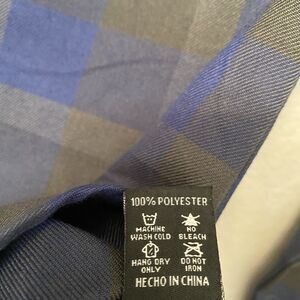 100% POLYESTER
MACHINE WASH COLD
NO BLEACH
HANG DRY ONLY
DO NOT IRON
HECHO IN CHINA